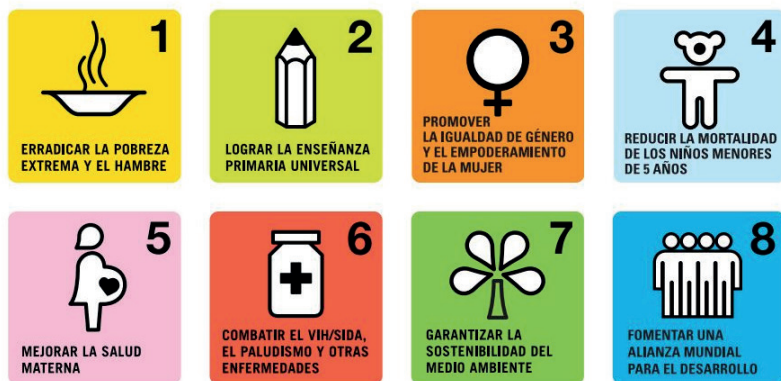 1
ERRADICAR LA POBREZA
EXTREMA Y EL HAMBRE
2
LOGRAR LA ENSEÑANZA
PRIMARIA UNIVERSAL
3
PROMOVER
LA IGUALDAD DE GÉNERO
Y EL EMPODERAMIENTO
DE LA MUJER
4
REDUCIR LA MORTALIDAD
DE LOS NIÑOS MENORES
DE 5 AÑOS
5
MEJORAR LA SALUD
MATERNA
6
COMBATIR EL VIH/SIDA,
EL PALUDISMO Y OTRAS
ENFERMEDADES
7
GARANTIZAR LA
SOSTENIBILIDAD DEL
MEDIO AMBIENTE
8
FOMENTAR UNA
ALIANZA MUNDIAL
PARA EL DESARROLLO